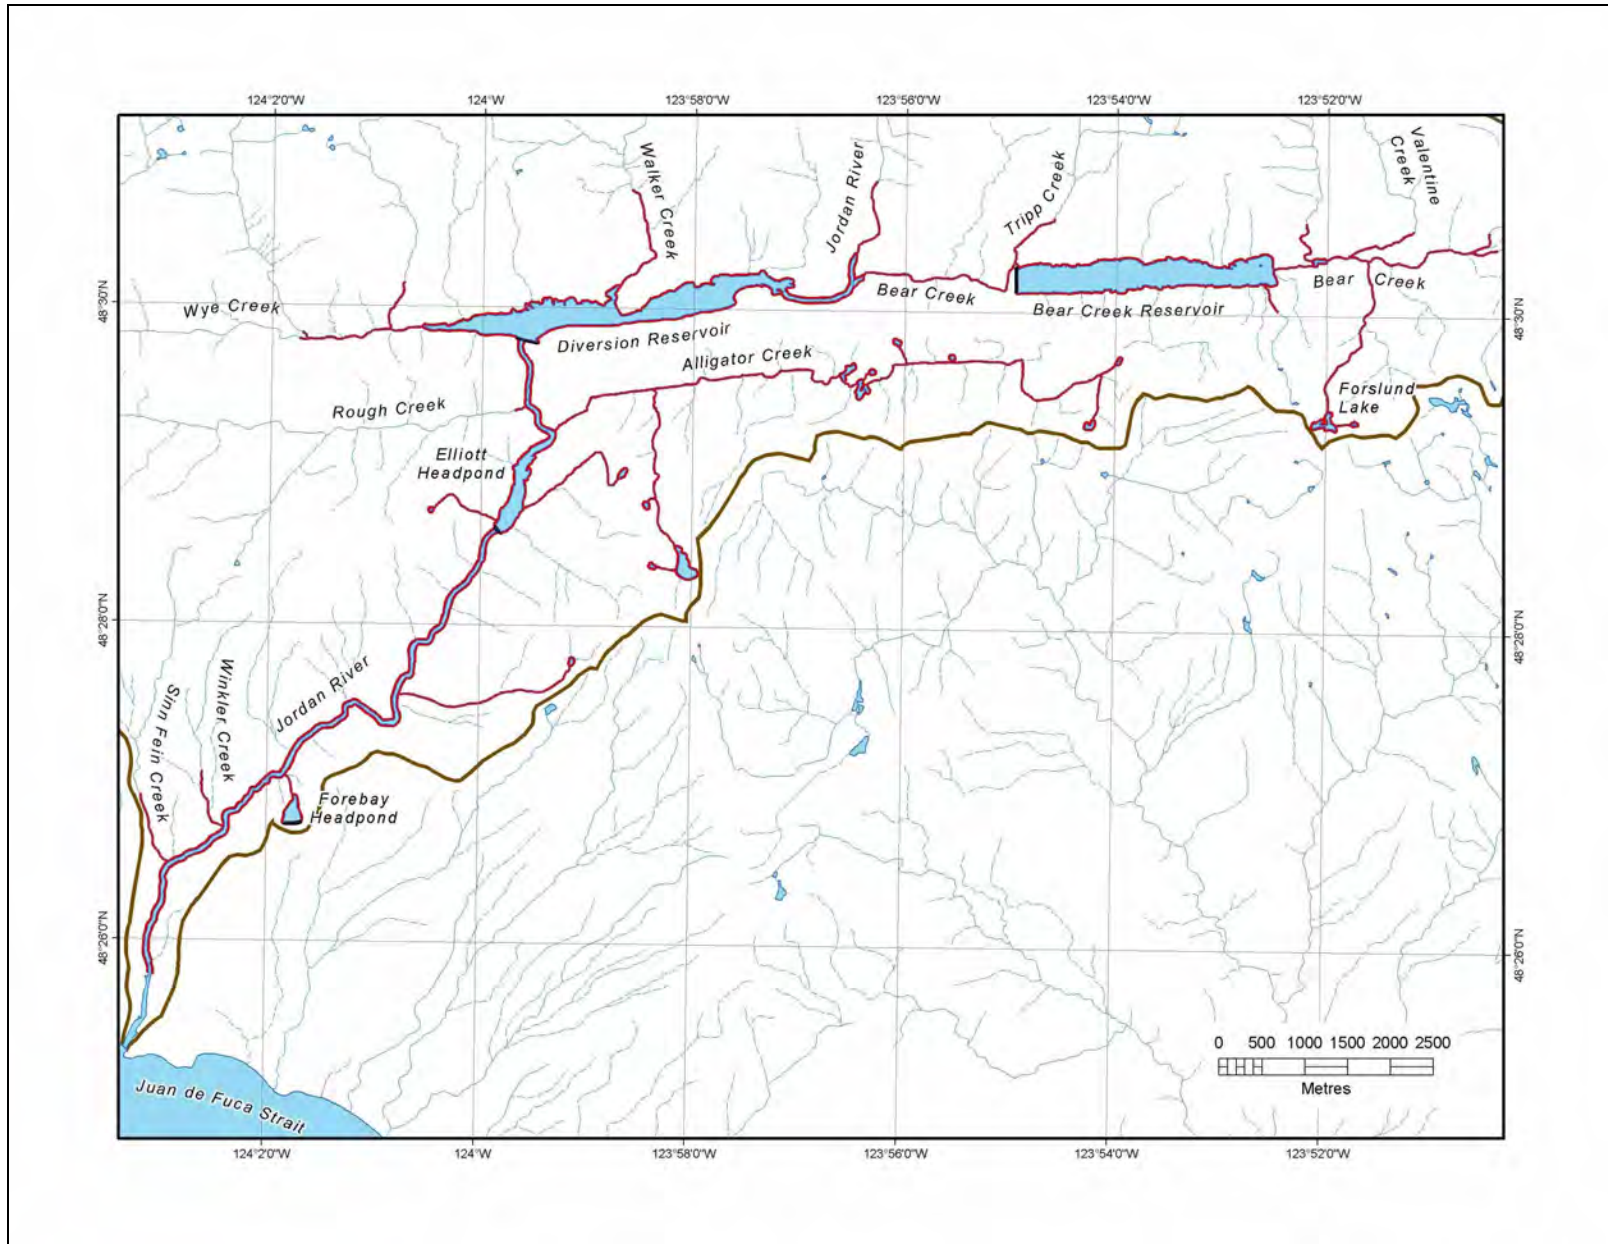 124°2'0"W
124°W
123°58'0"W
123°56'0"W
123°54'0"W
123°52'0"W
Walker Creek
Jordan River
Tripp Creek
Valentine
Creek
48°30'N
Wye Creek
Bear Creek
Bear Creek
Bear Creek Reservoir
48°30'N
Diversion Reservoir
Alligator Creek
Rough Creek
Forslund
Lake
Elliott
Headpond
48°28'0"N
48°28'0"N
Sinn Fein Creek
Winkler Creek
Jordan River
Forebay
Headpond
48°26'0"N
48°26'0"N
0 500 1000 1500 2000 2500
Metres
Juan de Fuca Strait
124°2'0"W
124°W
123°58'0"W
123°56'0"W
123°54'0"W
123°52'0"W